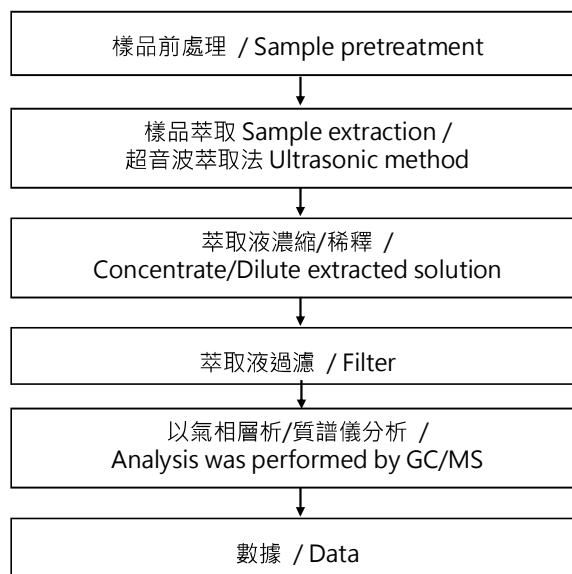 樣品前處理 / Sample pretreatment
樣品萃取 Sample extraction /
超音波萃取法 Ultrasonic method
萃取液濃縮/稀釋 /
Concentrate/Dilute extracted solution
萃取液過濾 / Filter
以氣相層析/質譜儀分析 /
Analysis was performed by GC/MS
數據 / Data